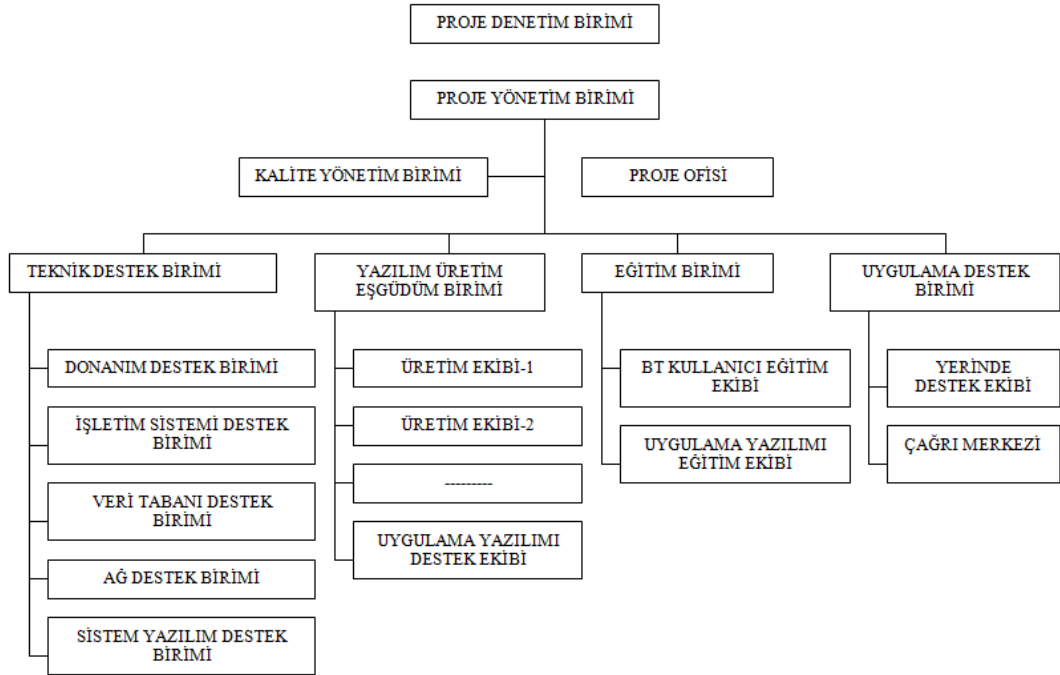 PROJE DENETİM BİRİMİ
PROJE YÖNETİM BİRİMİ
KALİTE YÖNETİM BİRİMİ
PROJE OFİSİ
TEKNİK DESTEK BİRİMİ
YAZILIM ÜRETİM
EŞGÜDÜM BİRİMİ
EĞİTİM BİRİMİ
UYGULAMA DESTEK
BİRİMİ
DONANIM DESTEK BİRİMİ
İŞLETİM SİSTEMİ DESTEK
BİRİMİ
VERİ TABANI DESTEK
BİRİMİ
AĞ DESTEK BİRİMİ
SİSTEM YAZILIM DESTEK
BİRİMİ
ÜRETİM EKİBİ-1
ÜRETİM EKİBİ-2
---------
UYGULAMA YAZILIMI
DESTEK EKİBİ
BT KULLANICI EĞİTİM
EKİBİ
UYGULAMA YAZILIMI
EĞİTİM EKİBİ
YERİNDE
DESTEK EKİBİ
ÇAĞRI MERKEZİ